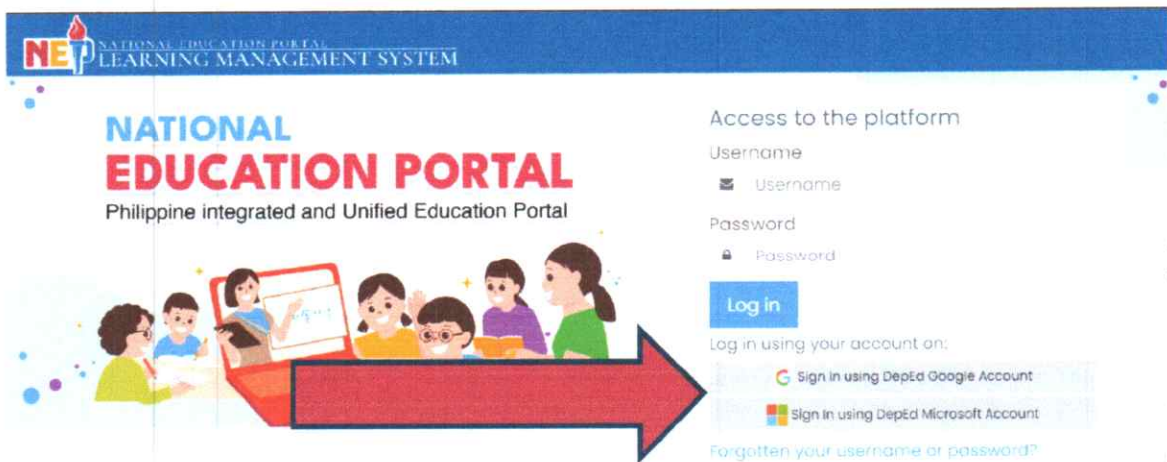 NEP
NATIONAL EDUCATION PORTAL
LEARNING MANAGEMENT SYSTEM
NATIONAL
EDUCATION PORTAL
Philippine integrated and Unified Education Portal
Access to the platform
Username
Username
Password
Password
Log in
Log in using your account on:
Sign In using DepEd Google Account
Sign In using DepEd Microsoft Account
Forgotten your username or password?